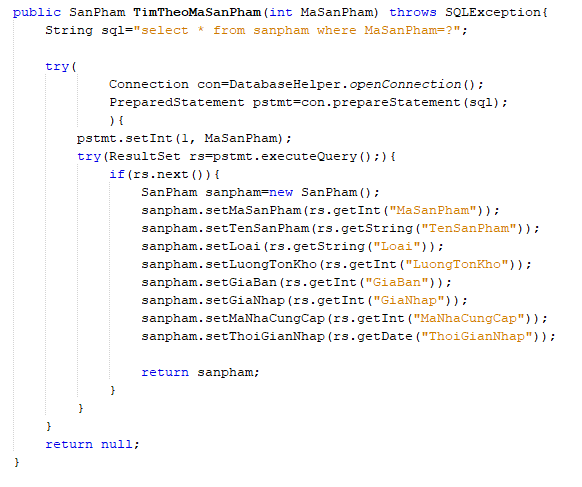 public SanPham TimTheoMaSanPham(int MaSanPham) throws SQLException{
    String sql="select * from sanpham where MaSanPham=?";

    try(
            Connection con=DatabaseHelper.openConnection();
            PreparedStatement pstmt=con.prepareStatement(sql);
            ){
        pstmt.setInt(1, MaSanPham);
        try(ResultSet rs=pstmt.executeQuery();){
            if(rs.next()){
                SanPham sanpham=new SanPham();
                sanpham.setMaSanPham(rs.getInt("MaSanPham"));
                sanpham.setTenSanPham(rs.getString("TenSanPham"));
                sanpham.setLoai(rs.getString("Loai"));
                sanpham.setLuongTonKho(rs.getInt("LuongTonKho"));
                sanpham.setGiaBan(rs.getInt("GiaBan"));
                sanpham.setGiaNhap(rs.getInt("GiaNhap"));
                sanpham.setMaNhaCungCap(rs.getInt("MaNhaCungCap"));
                sanpham.setThoiGianNhap(rs.getDate("ThoiGianNhap"));

                return sanpham;
            }
        }
    }
    return null;
}